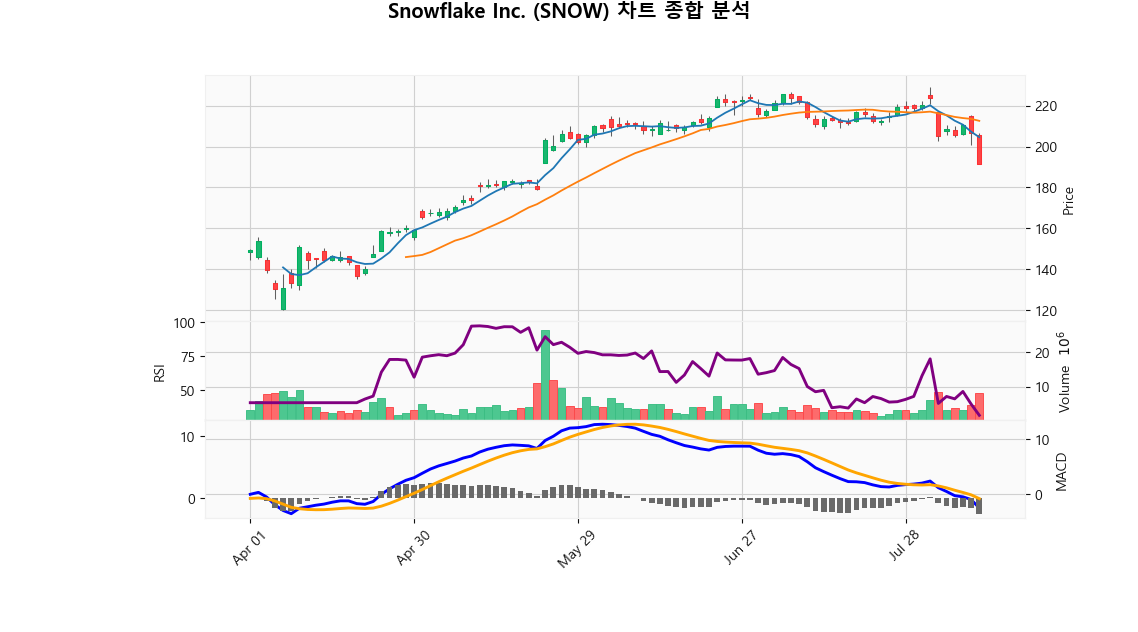 Snowflake Inc. (SNOW) 차트 종합 분석
220
200
180
160
140
120
Price
100
75
50
RSI
20
10
Volume 10⁶
10
0
10
0
MACD
Apr 01
Apr 30
May 29
Jun 27
Jul 28